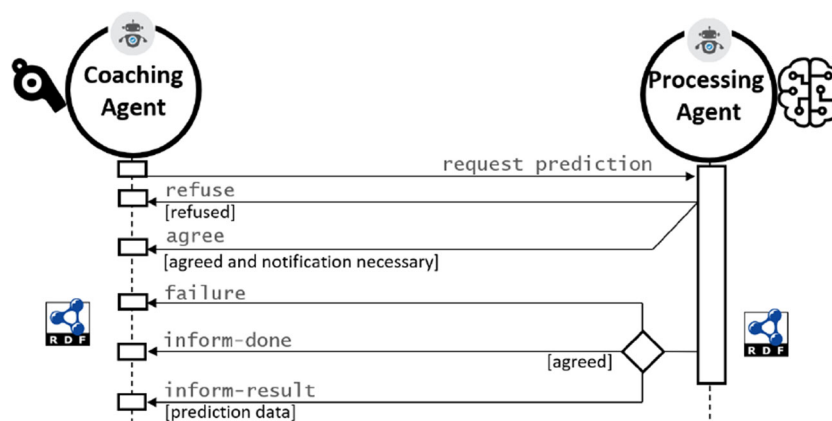 Coaching
Agent
Processing
Agent
request prediction
refuse
[refused]
agree
[agreed and notification necessary]
failure
RDF
RDF
inform-done
[agreed]
inform-result
[prediction data]